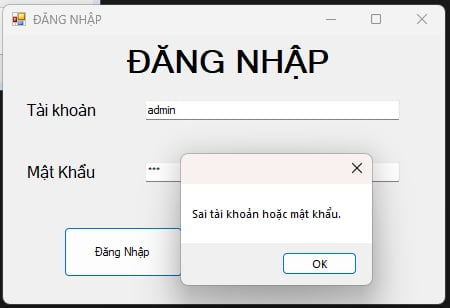 ĐĂNG NHẬP
ĐĂNG NHẬP
Tài khoản
admin
Mật Khẩu
***
Sai tài khoản hoặc mật khẩu.
Đăng Nhập
OK